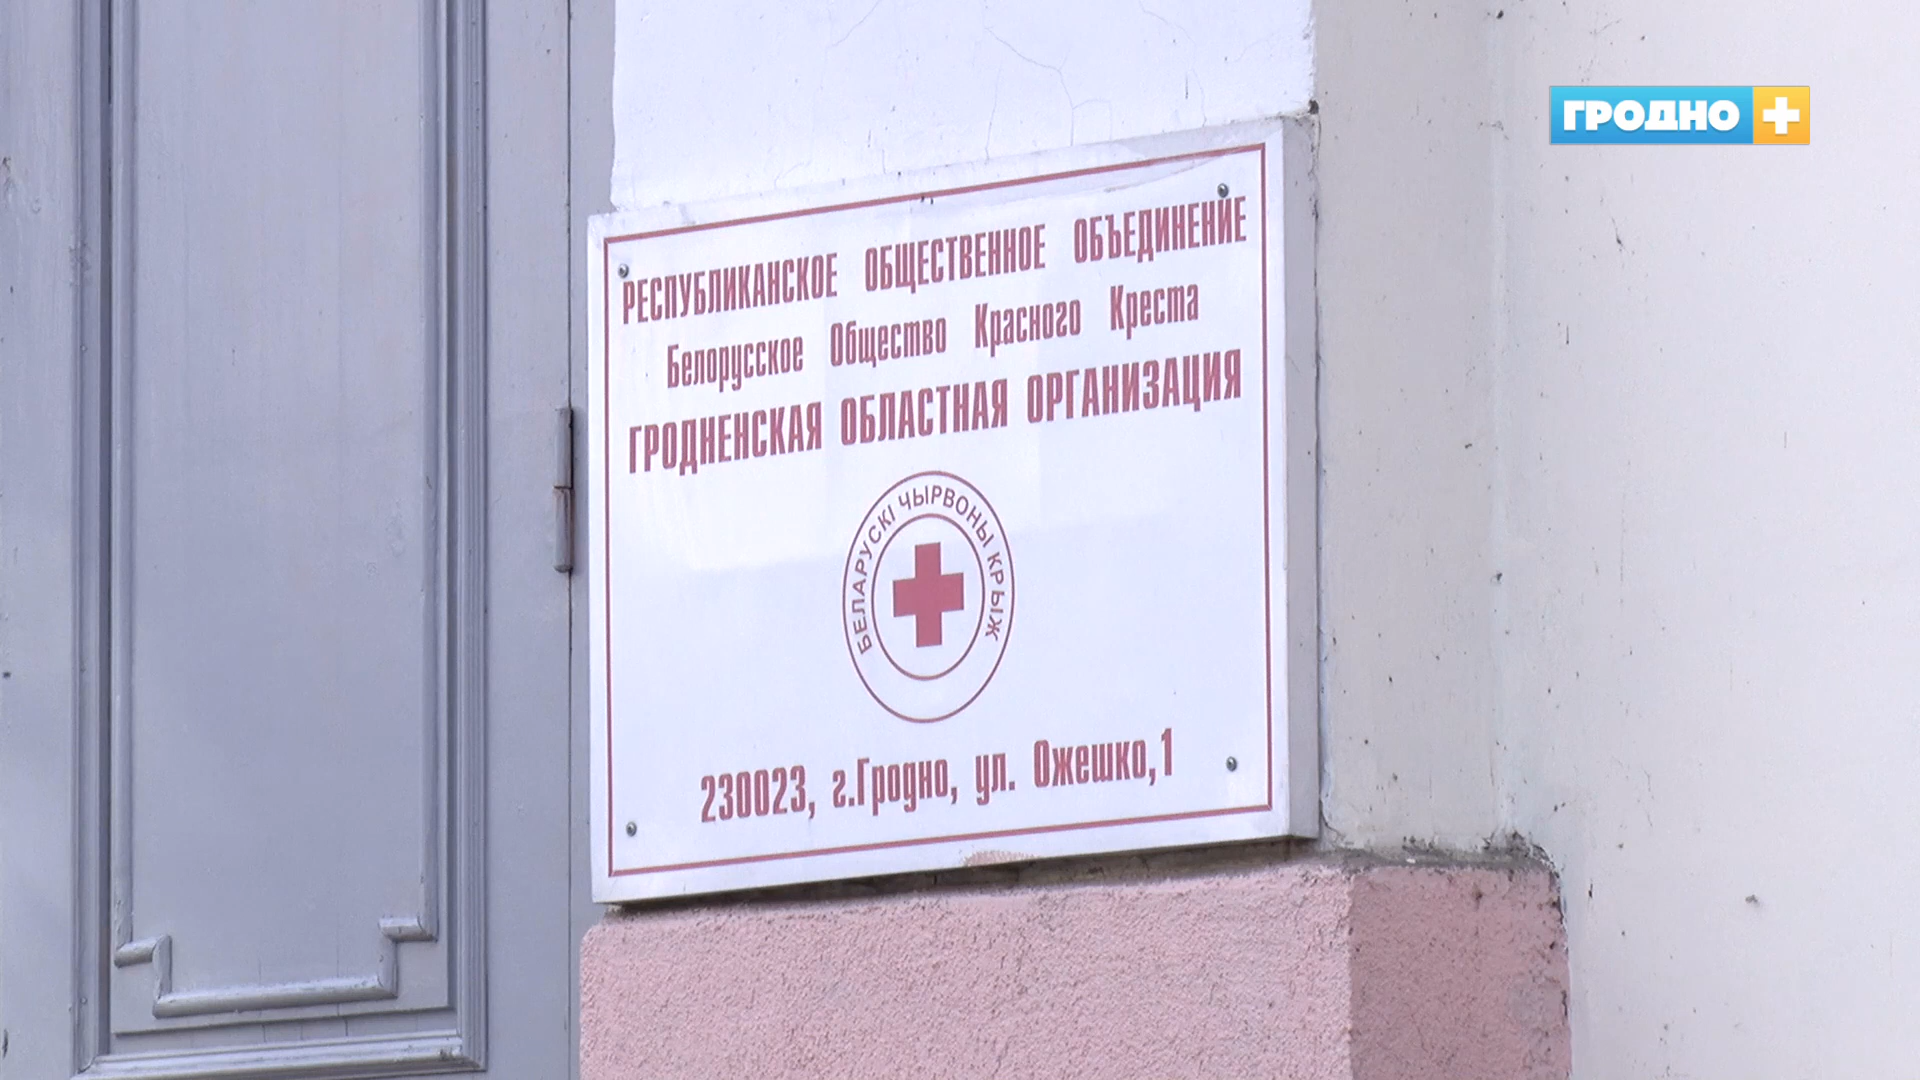 ГРОДНО +
РЕСПУБЛИКАНСКОЕ ОБЩЕСТВЕННОЕ ОБЪЕДИНЕНИЕ
Белорусское Общество Красного Креста
ГРОДНЕНСКАЯ ОБЛАСТНАЯ ОРГАНИЗАЦИЯ
БЕЛАРУСКІ ЧЫРВОНЫ КРЫЖ
230023, г.Гродно, ул. Ожешко,1